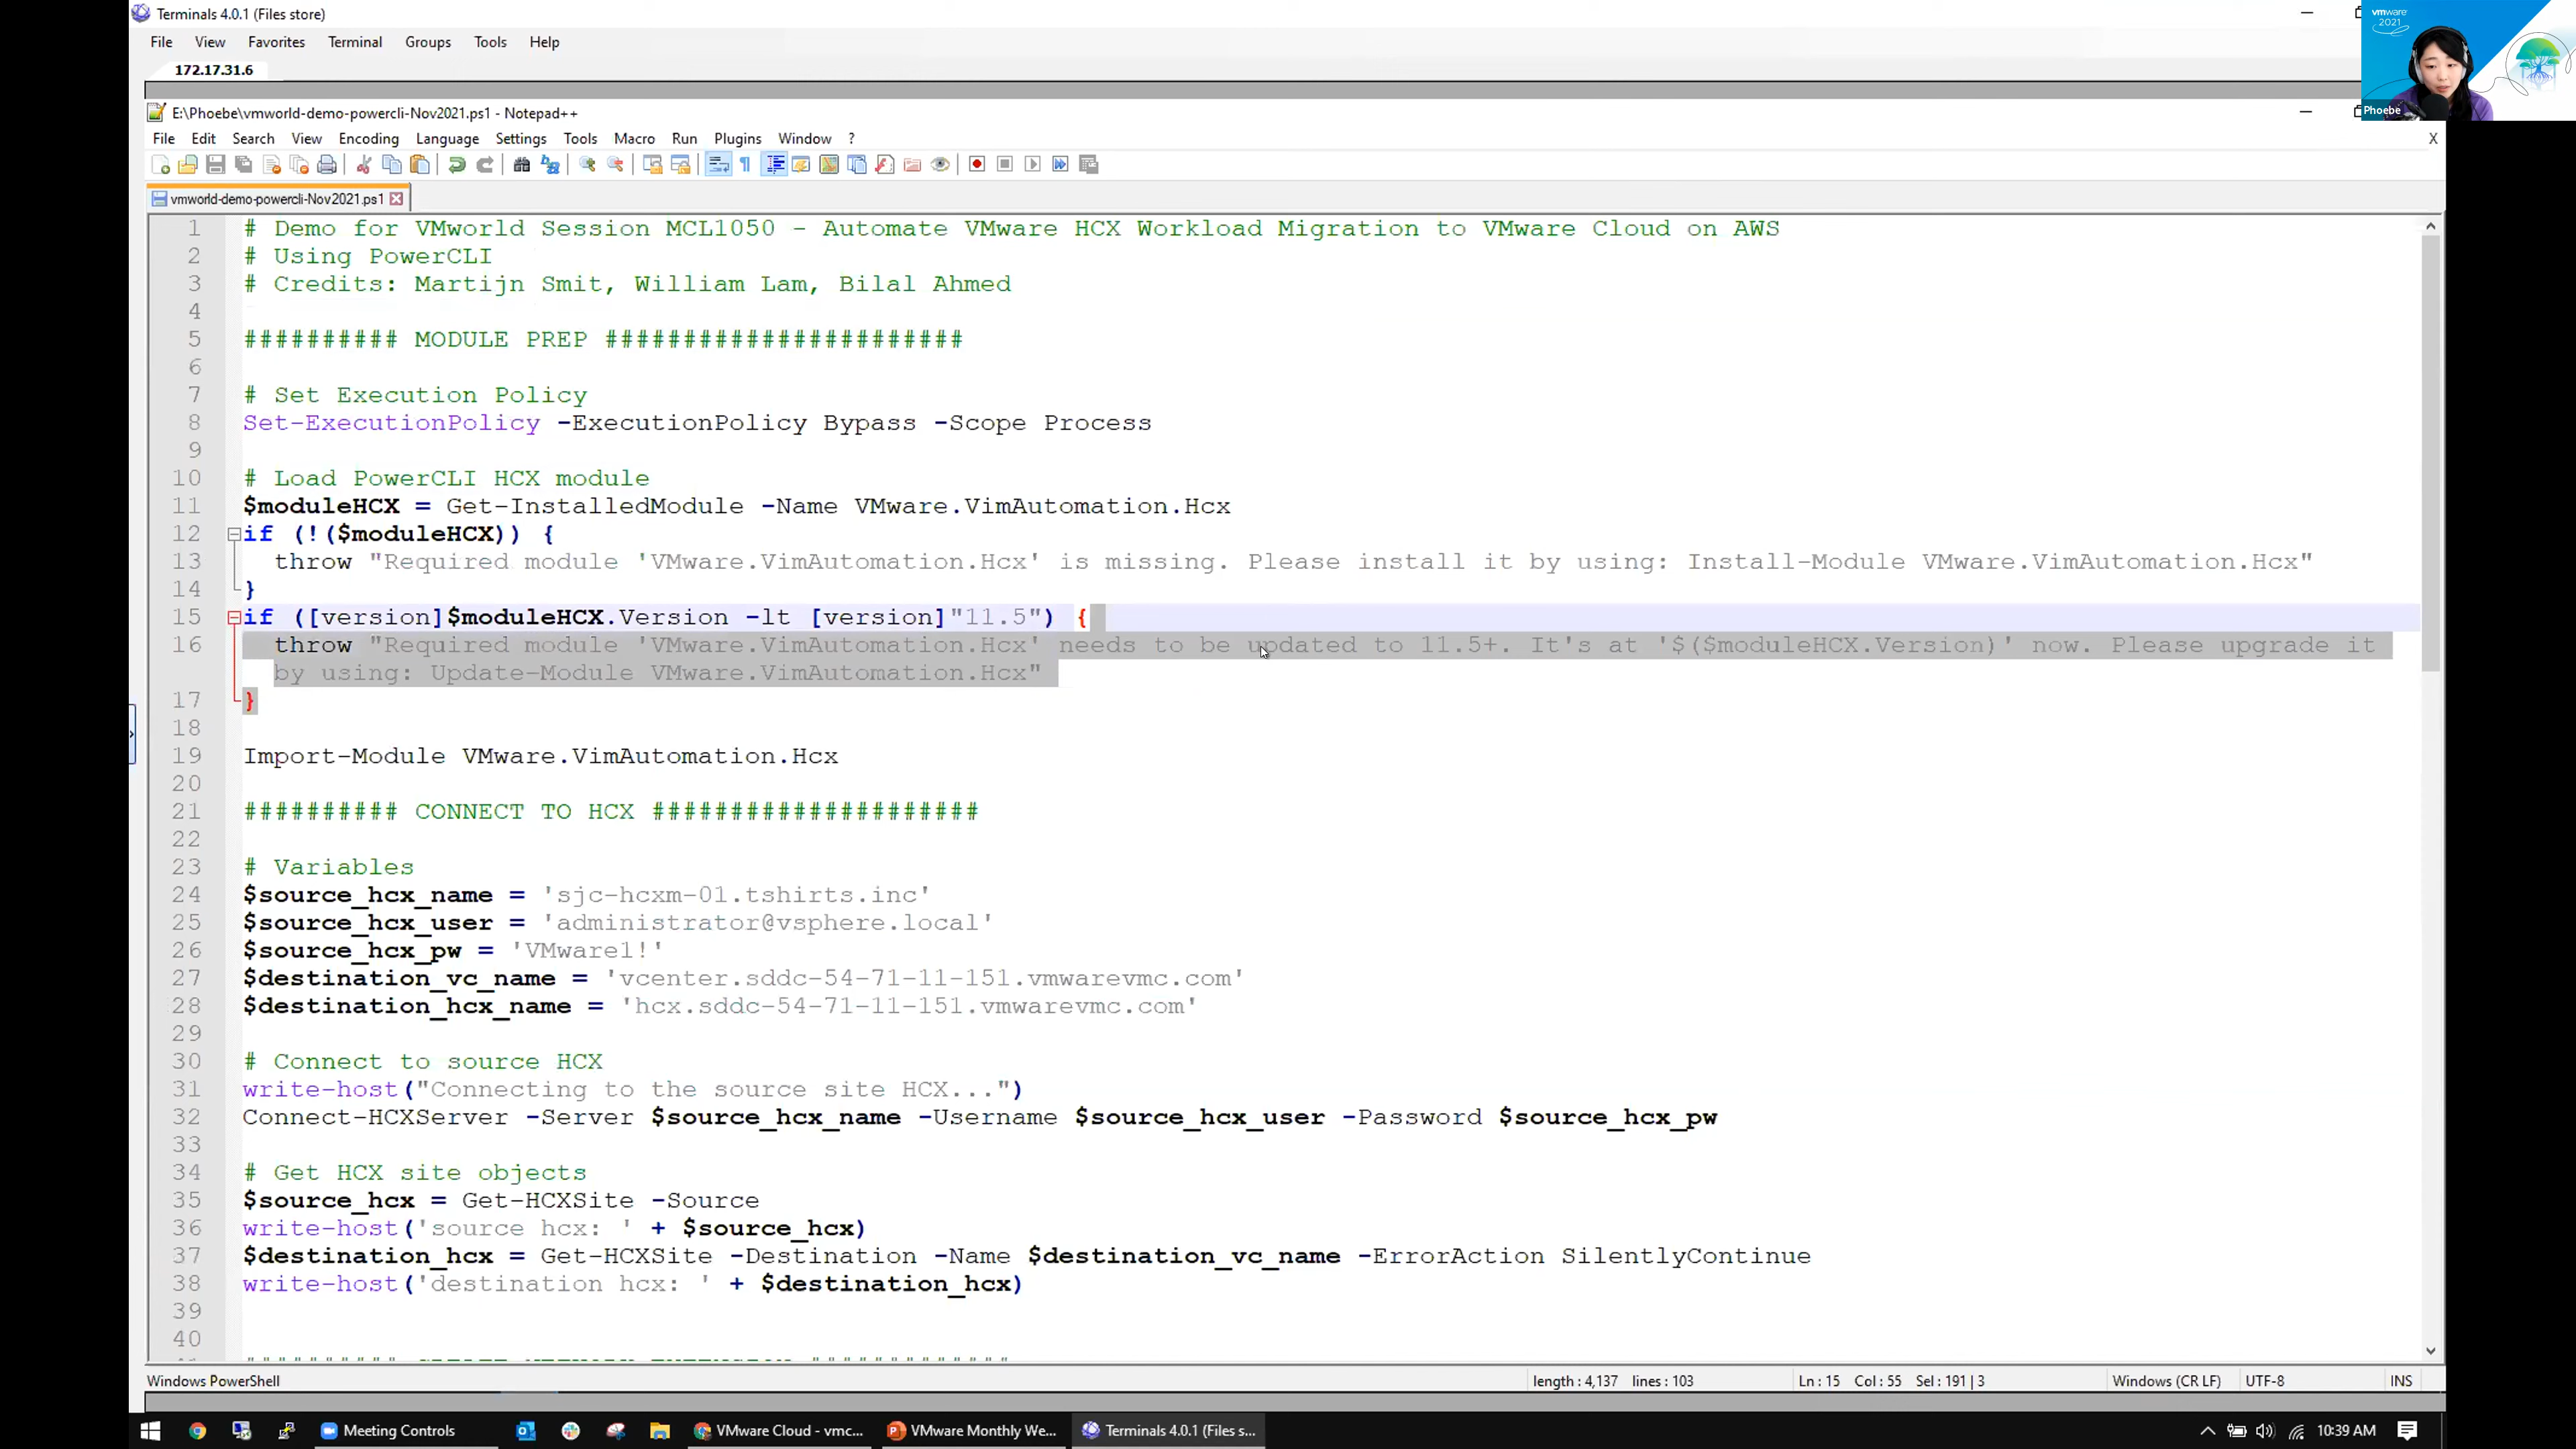 Terminals 4.0.1 (Files store)
File View Favorites Terminal Groups Tools Help
vmware
2021
Phoebe
172.17.31.6
E:\Phoebe\vmworld-demo-powercli-Nov2021.ps1 - Notepad++
File Edit Search View Encoding Language Settings Tools Macro Run Plugins Window ? X
vmworld-demo-powercli-Nov2021.ps1
1 # Demo for VMworld Session MCL1050 - Automate VMware HCX Workload Migration to VMware Cloud on AWS
2 # Using PowerCLI
3 # Credits: Martijn Smit, William Lam, Bilal Ahmed
4
5 ########## MODULE PREP #######################
6
7 # Set Execution Policy
8 Set-ExecutionPolicy -ExecutionPolicy Bypass -Scope Process
9
10 # Load PowerCLI HCX module
11 $moduleHCX = Get-InstalledModule -Name VMware.VimAutomation.Hcx
12 if (!($moduleHCX)) {
13 throw "Required module 'VMware.VimAutomation.Hcx' is missing. Please install it by using: Install-Module VMware.VimAutomation.Hcx"
14 }
15 if ([version]$moduleHCX.Version -lt [version]"11.5") {
16 throw "Required module 'VMware.VimAutomation.Hcx' needs to be updated to 11.5+. It's at '$($moduleHCX.Version)' now. Please upgrade it
by using: Update-Module VMware.VimAutomation.Hcx"
17 }
18
19 Import-Module VMware.VimAutomation.Hcx
20
21 ########## CONNECT TO HCX #####################
22
23 # Variables
24 $source_hcx_name = 'sjc-hcxm-01.tshirts.inc'
25 $source_hcx_user = 'administrator@vsphere.local'
26 $source_hcx_pw = 'VMware1!'
27 $destination_vc_name = 'vcenter.sddc-54-71-11-151.vmwarevmc.com'
28 $destination_hcx_name = 'hcx.sddc-54-71-11-151.vmwarevmc.com'
29
30 # Connect to source HCX
31 write-host("Connecting to the source site HCX...")
32 Connect-HCXServer -Server $source_hcx_name -Username $source_hcx_user -Password $source_hcx_pw
33
34 # Get HCX site objects
35 $source_hcx = Get-HCXSite -Source
36 write-host('source hcx: ' + $source_hcx)
37 $destination_hcx = Get-HCXSite -Destination -Name $destination_vc_name -ErrorAction SilentlyContinue
38 write-host('destination hcx: ' + $destination_hcx)
39
40
Windows PowerShell length : 4,137 lines : 103 Ln : 15 Col : 55 Sel : 191 | 3 Windows (CR LF) UTF-8 INS
Meeting Controls VMware Cloud - vmc... VMware Monthly We... Terminals 4.0.1 (Files s... 10:39 AM